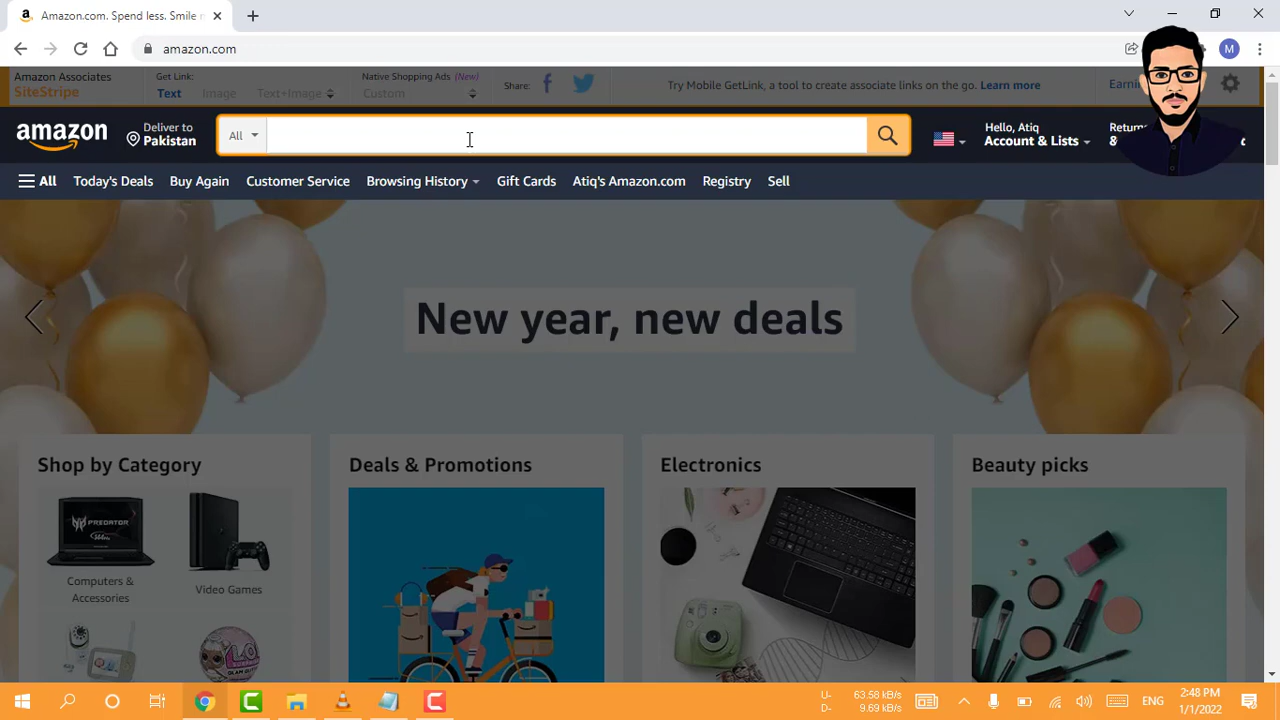 Amazon.com. Spend less. Smile
amazon.com
M
Amazon Associates
SiteStripe
Get Link:
Text
Image
Text+Image
Native Shopping Ads (New)
Custom
Share:
Try Mobile GetLink, a tool to create associate links on the go. Learn more
amazon
Deliver to
Pakistan
All
Hello, Atiq
Account & Lists
&
All
Today's Deals
Buy Again
Customer Service
Browsing History
Gift Cards
Atiq's Amazon.com
Registry
Sell
New year, new deals
Shop by Category
Deals & Promotions
Electronics
Beauty picks
PREDATOR
Computers &
Accessories
Video Games
U:
D:
63.58 kB/s
9.69 kB/s
ENG
2:48 PM
1/1/2022